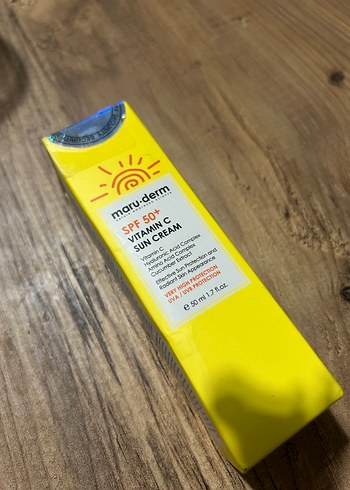 maru·derm
SPF 50+
VITAMIN C
SUN CREAM
Vitamin C
Hyaluronic Acid Complex
Amino Acid Complex
Cucumber Extract
Effective Sun Protection and
Radiant Skin Appearance
VERY HIGH PROTECTION
UVA / UVB PROTECTION
e 50 ml 1.7 fl.oz.